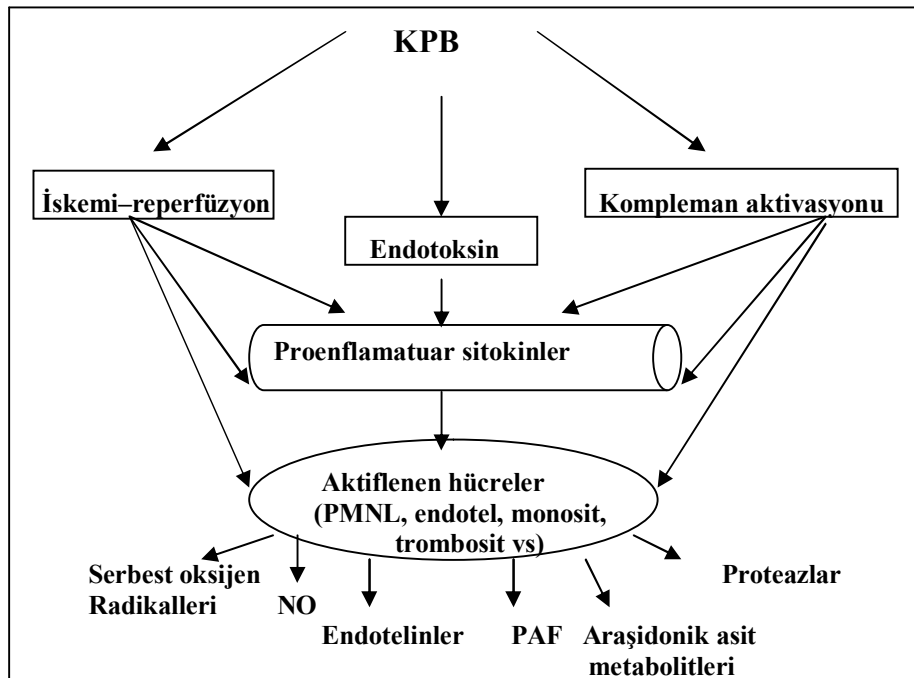 KPB
İskemi–reperfüzyon
Kompleman aktivasyonu
Endotoksin
Proenflamatuar sitokinler
Aktiflenen hücreler
(PMNL, endotel, monosit,
trombosit vs)
Serbest oksijen
Radikalleri
NO
Endotelinler
PAF
Araşidonik asit
metabolitleri
Proteazlar